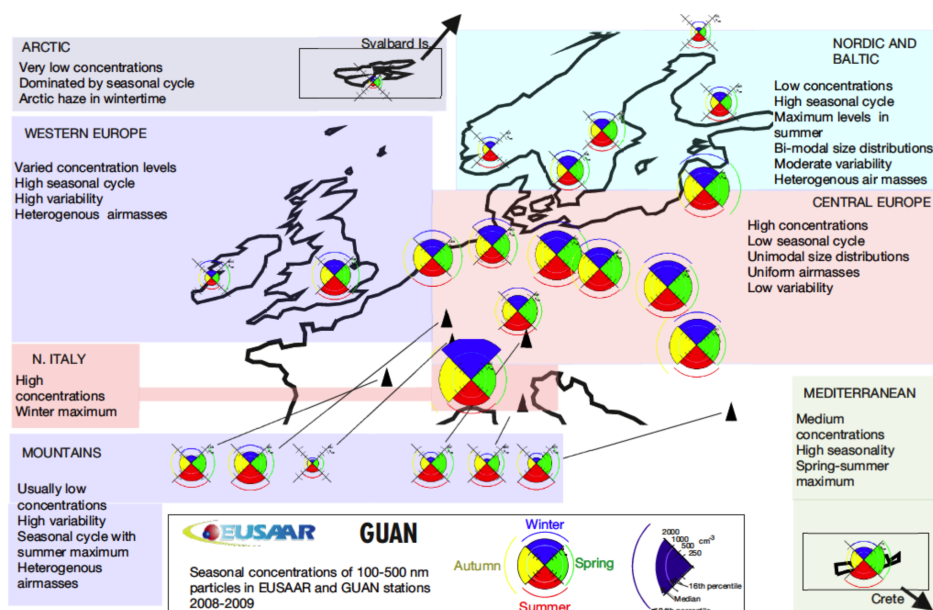 ARCTIC
Very low concentrations
Dominated by seasonal cycle
Arctic haze in wintertime
Svalbard Is.
NORDIC AND
BALTIC
Low concentrations
High seasonal cycle
Maximum levels in
summer
Bi-modal size distributions
Moderate variability
Heterogenous air masses
WESTERN EUROPE
Varied concentration levels
High seasonal cycle
High variability
Heterogenous airmasses
CENTRAL EUROPE
High concentrations
Low seasonal cycle
Unimodal size distributions
Uniform airmasses
Low variability
N. ITALY
High
concentrations
Winter maximum
MEDITERRANEAN
Medium
concentrations
High seasonality
Spring-summer
maximum
Crete
MOUNTAINS
Usually low
concentrations
High variability
Seasonal cycle with
summer maximum
Heterogenous
airmasses
EUSAAR GUAN
Seasonal concentrations of 100-500 nm
particles in EUSAAR and GUAN stations
2008-2009
Winter
Autumn
Spring
Summer
2000
1000 cm-3
500
250
16th percentile
Median